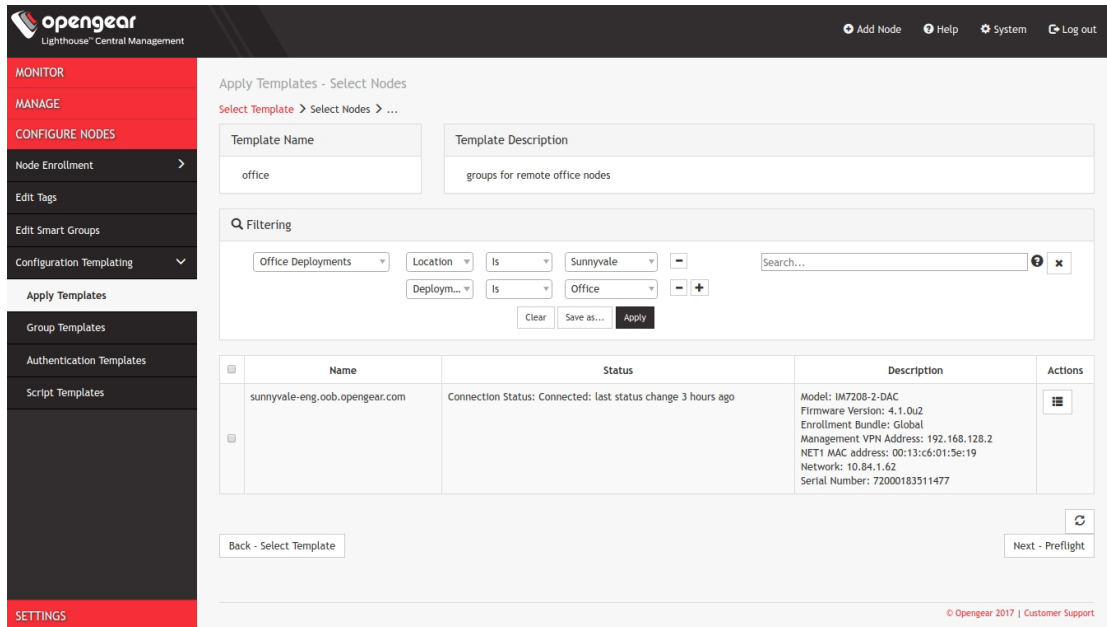 opengear
Lighthouse™ Central Management
Add Node
Help
System
Log out
MONITOR
MANAGE
CONFIGURE NODES
Node Enrollment
Edit Tags
Edit Smart Groups
Configuration Templating
Apply Templates
Group Templates
Authentication Templates
Script Templates
SETTINGS
Apply Templates - Select Nodes
Select Template > Select Nodes > ...
Template Name
office
Template Description
groups for remote office nodes
Filtering
Office Deployments Location Is Sunnyvale Search...
Deploym... Is Office
Clear Save as... Apply
Name Status Description Actions
sunnyvale-eng.oob.opengear.com
Connection Status: Connected: last status change 3 hours ago
Model: IM7208-2-DAC
Firmware Version: 4.1.0u2
Enrollment Bundle: Global
Management VPN Address: 192.168.128.2
NET1 MAC address: 00:13:c6:01:5e:19
Network: 10.84.1.62
Serial Number: 72000183511477
Back - Select Template
Next - Preflight
© Opengear 2017 | Customer Support